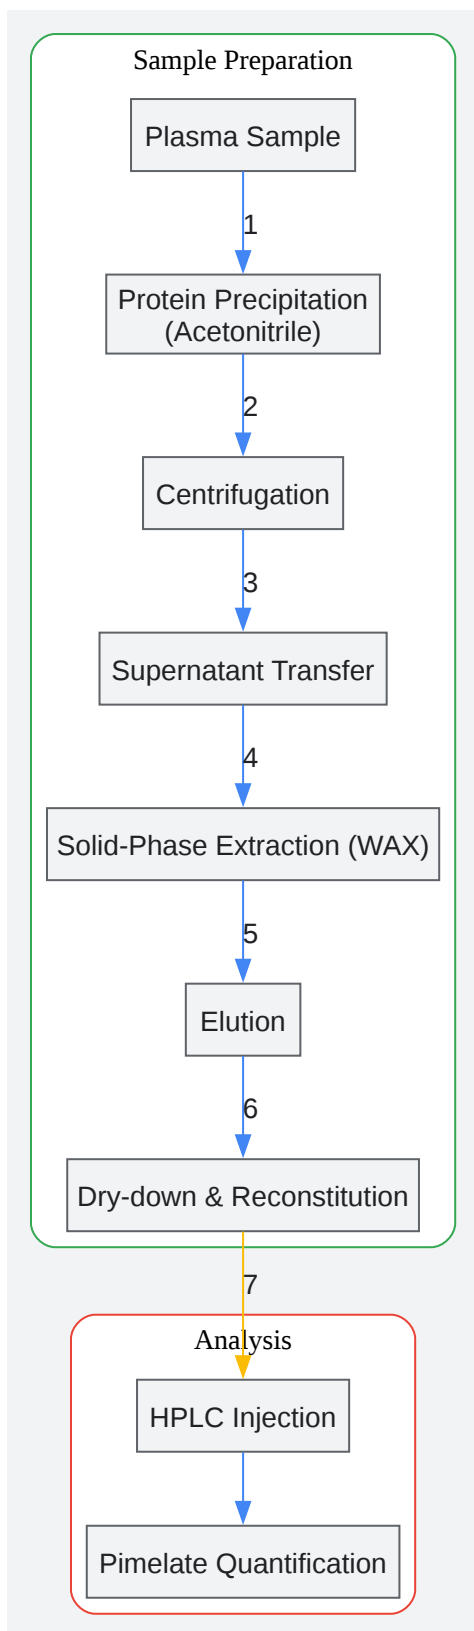 Sample Preparation
Plasma Sample
1
Protein Precipitation
(Acetonitrile)
2
Centrifugation
3
Supernatant Transfer
4
Solid-Phase Extraction (WAX)
5
Elution
6
Dry-down & Reconstitution
7
Analysis
HPLC Injection
Pimelate Quantification